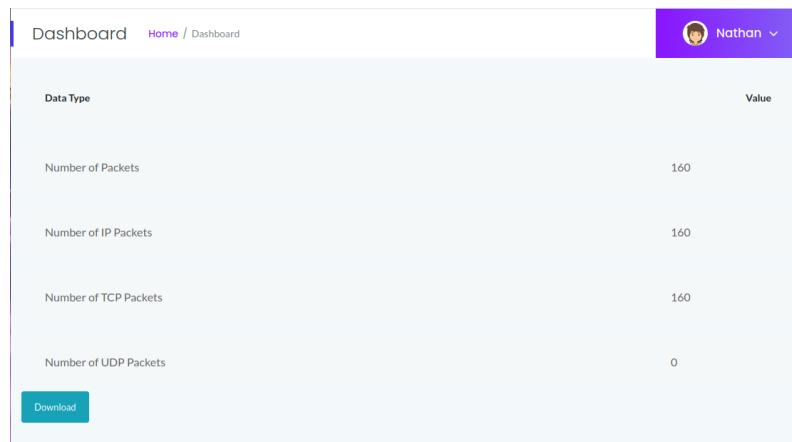 Dashboard Home / Dashboard Nathan
Data Type Value
Number of Packets 160
Number of IP Packets 160
Number of TCP Packets 160
Number of UDP Packets 0
Download